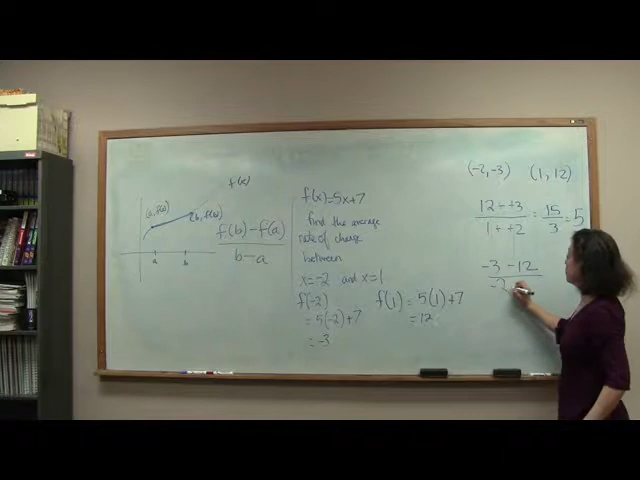 f(x)
(a, f(a))
(b, f(b))
a
b
f(b) - f(a)
b - a
f(x) = 5x + 7
find the average
rate of change
between
x = -2 and x = 1
f(-2)
= 5(-2) + 7
= -3
f(1) = 5(1) + 7
= 12
(-2, -3) (1, 12)
12 - -3
1 - -2
= 15
3
= 5
-3 - 12
-2